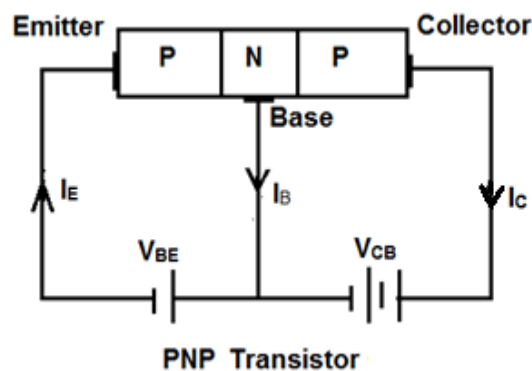 Emitter
Collector
P
N
P
Base
IE
IB
IC
VBE
VCB
PNP Transistor